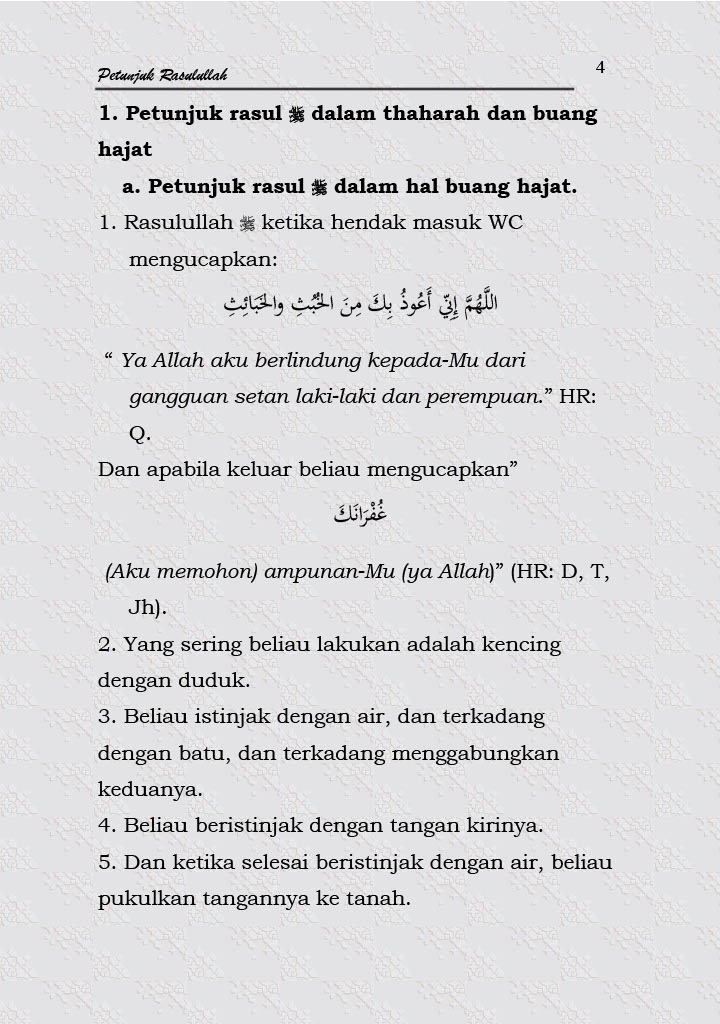 Petunjuk Rasulullah
4
1. Petunjuk rasul ﷺ dalam thaharah dan buang
hajat
a. Petunjuk rasul ﷺ dalam hal buang hajat.
1. Rasulullah ﷺ ketika hendak masuk WC
mengucapkan:
اللَّهُمَّ إِنِّي أَعُوذُ بِكَ مِنَ الْخُبُثِ والخَبَائِثِ
“ Ya Allah aku berlindung kepada-Mu dari
gangguan setan laki-laki dan perempuan.” HR:
Q.
Dan apabila keluar beliau mengucapkan”
غُفْرَانَكَ
(Aku memohon) ampunan-Mu (ya Allah)” (HR: D, T,
Jh).
2. Yang sering beliau lakukan adalah kencing
dengan duduk.
3. Beliau istinjak dengan air, dan terkadang
dengan batu, dan terkadang menggabungkan
keduanya.
4. Beliau beristinjak dengan tangan kirinya.
5. Dan ketika selesai beristinjak dengan air, beliau
pukulkan tangannya ke tanah.